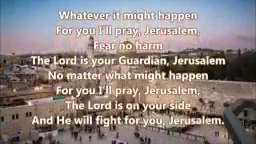 Whatever it might happen
For you I'll pray, Jerusalem,
Fear no harm
The Lord is your Guardian, Jerusalem
No matter what might happen
For you I'll pray, Jerusalem,
The Lord is on your side
And He will fight for you, Jerusalem.